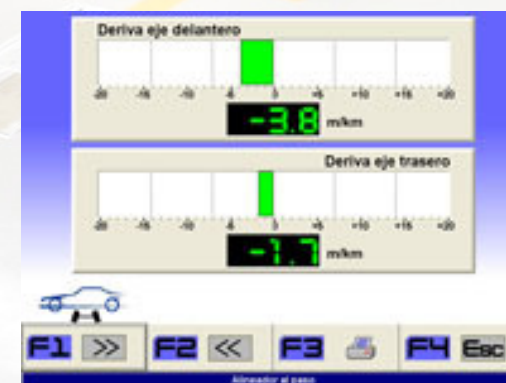 Deriva eje delantero
-20 -15 -10 -5 0 +5 +10 +15 +20
-3.8 m/km
Deriva eje trasero
-20 -15 -10 -5 0 +5 +10 +15 +20
-1.7 m/km
F1 >> F2 << F3 F4 ESC
Alineador al paso